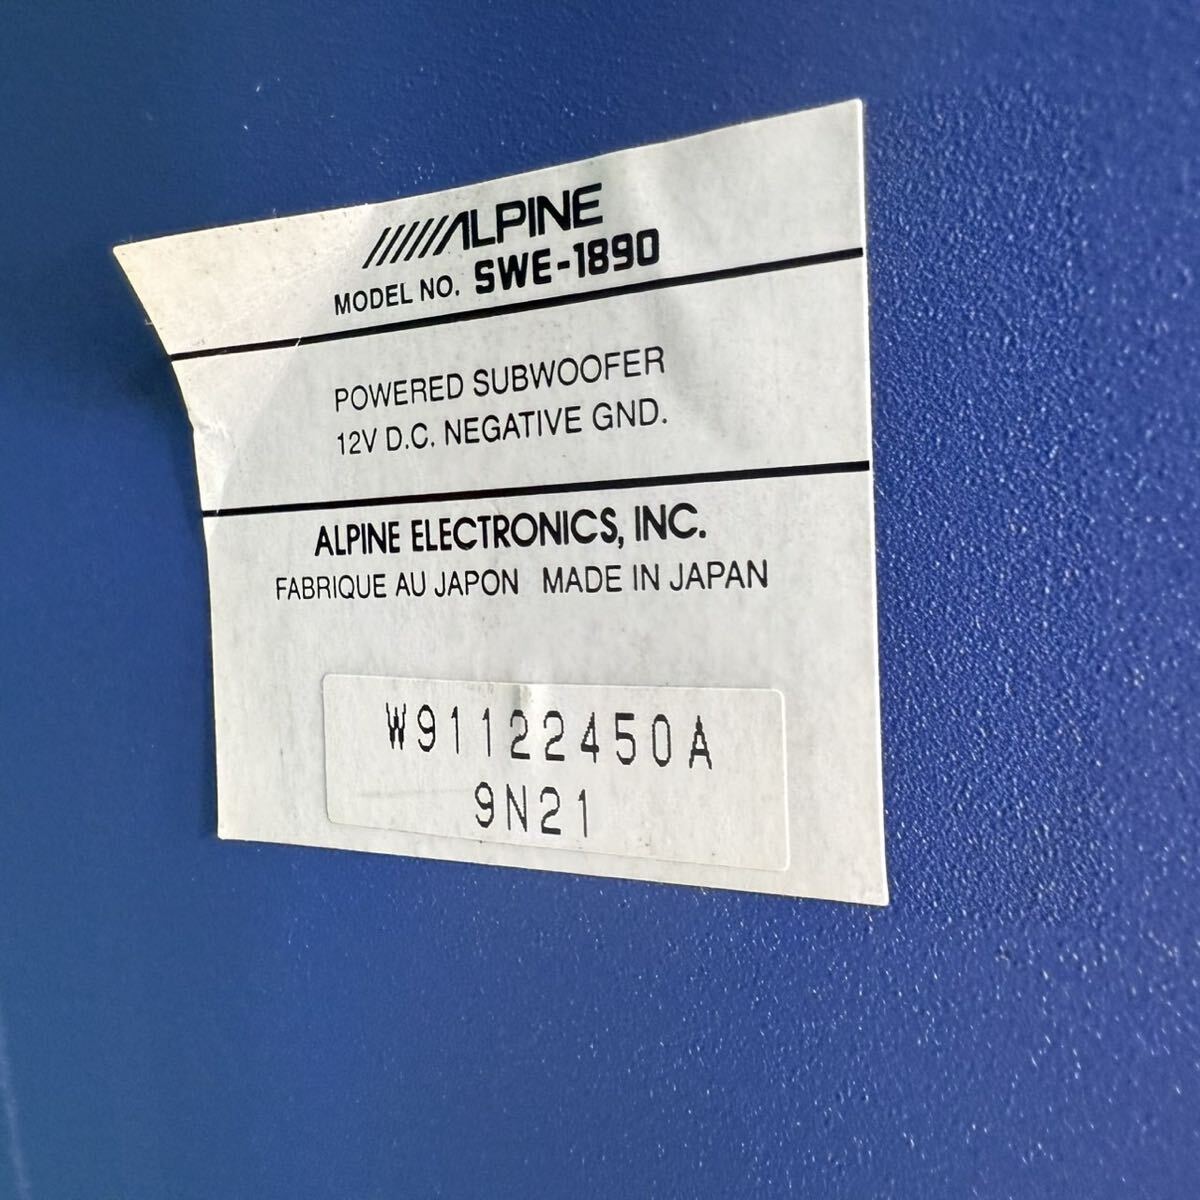 ALPINE
MODEL NO. SWE-1890
POWERED SUBWOOFER
12V D.C. NEGATIVE GND.
ALPINE ELECTRONICS, INC.
FABRIQUE AU JAPON MADE IN JAPAN
W91122450A
9N21